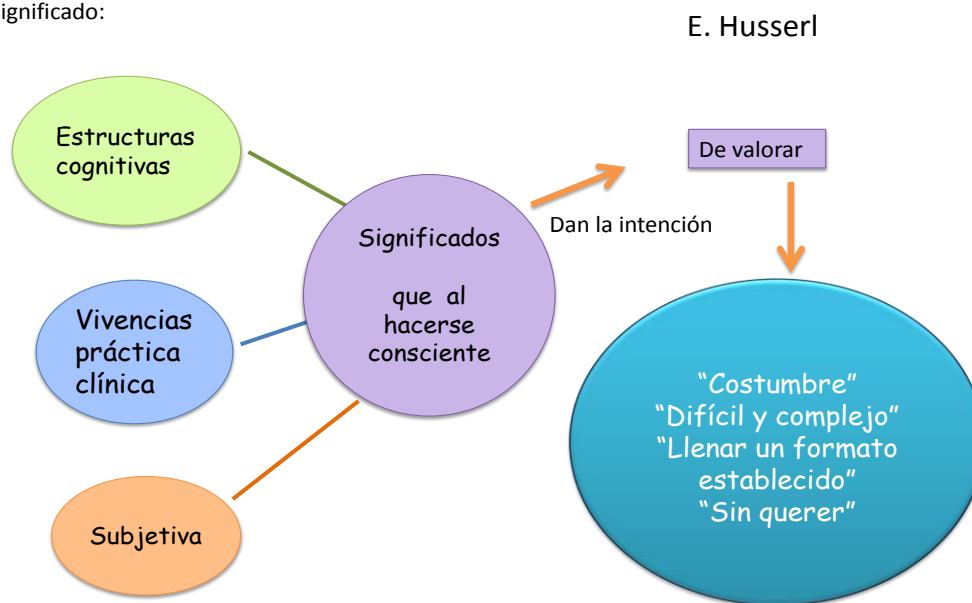 ignificado:
E. Husserl
Estructuras
cognitivas
De valorar
Dan la intención
Significados
que al
hacerse
consciente
Vivencias
práctica
clínica
“Costumbre”
“Difícil y complejo”
“Llenar un formato
establecido”
“Sin querer”
Subjetiva